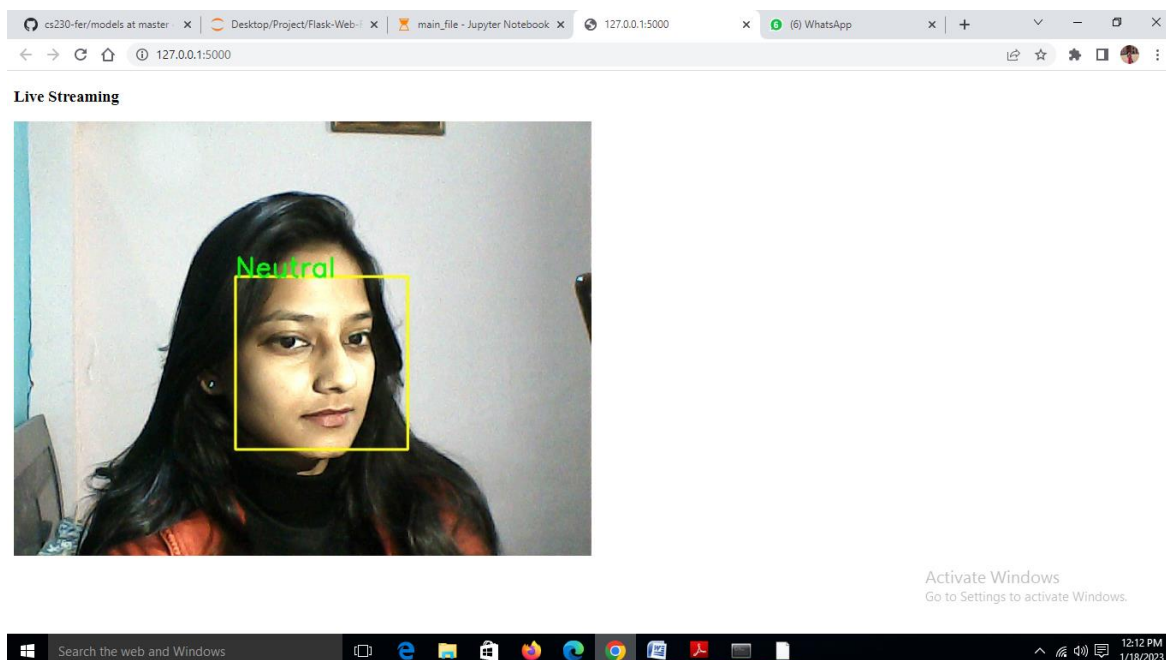 cs230-fer/models at master
Desktop/Project/Flask-Web-
main_file - Jupyter Notebook
127.0.0.1:5000
(6) WhatsApp
127.0.0.1:5000
Live Streaming
Neutral
Activate Windows
Go to Settings to activate Windows.
Search the web and Windows
12:12 PM
1/18/2023